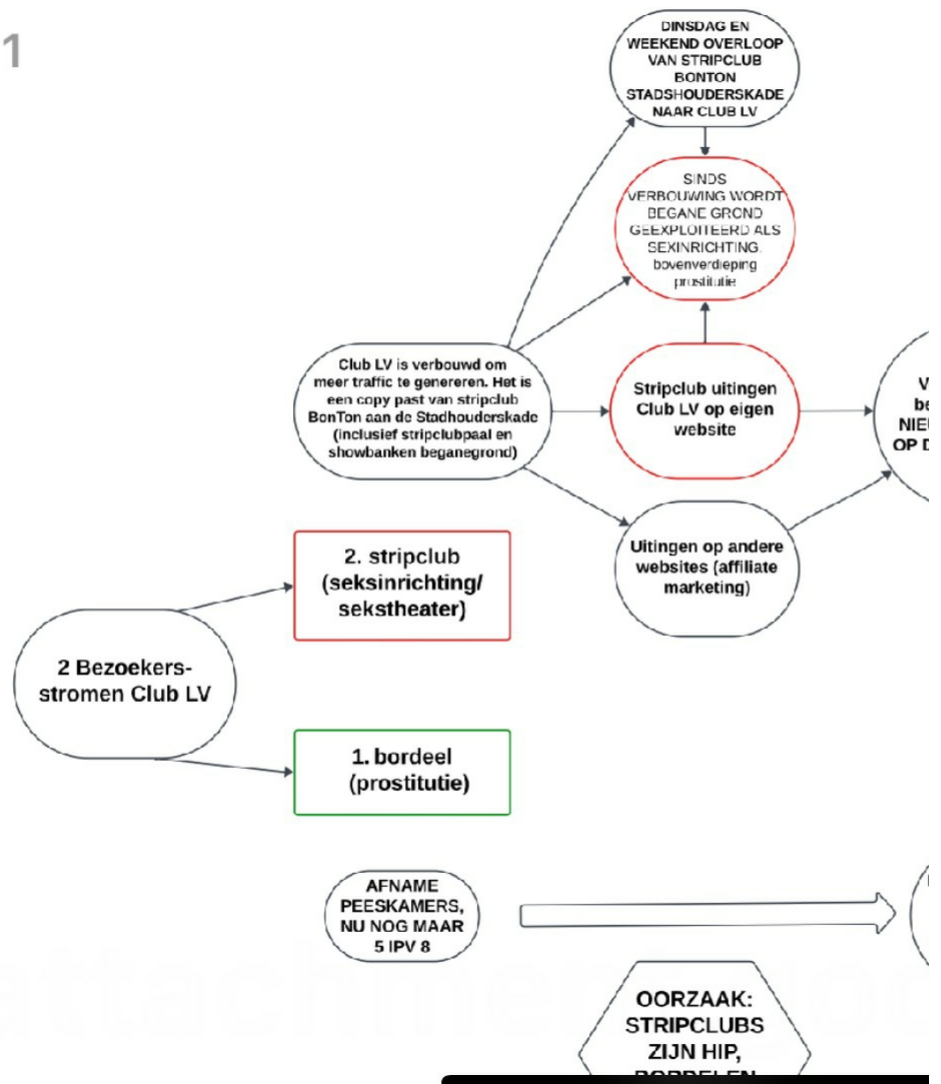 1
DINSDAG EN
WEEKEND OVERLOOP
VAN STRIPCLUB
BONTON
STADSHOUDERSKADE
NAAR CLUB LV
SINDS
VERBOUWING WORDT
BEGANE GROND
GEEXPLOITEERD ALS
SEXINRICHTING.
bovenverdieping
prostitutie
Club LV is verbouwd om
meer traffic te genereren. Het is
een copy past van stripclub
BonTon aan de Stadhouderskade
(inclusief stripclubpaal en
showbanken beganegrond)
Stripclub uitingen
Club LV op eigen
website
V
be
NIEU
OP D
Uitingen op andere
websites (affiliate
marketing)
2. stripclub
(seksinrichting/
sekstheater)
2 Bezoekers-
stromen Club LV
1. bordeel
(prostitutie)
AFNAME
PEESKAMERS,
NU NOG MAAR
5 IPV 8
OORZAAK:
STRIPCLUBS
ZIJN HIP,
BORDELEN